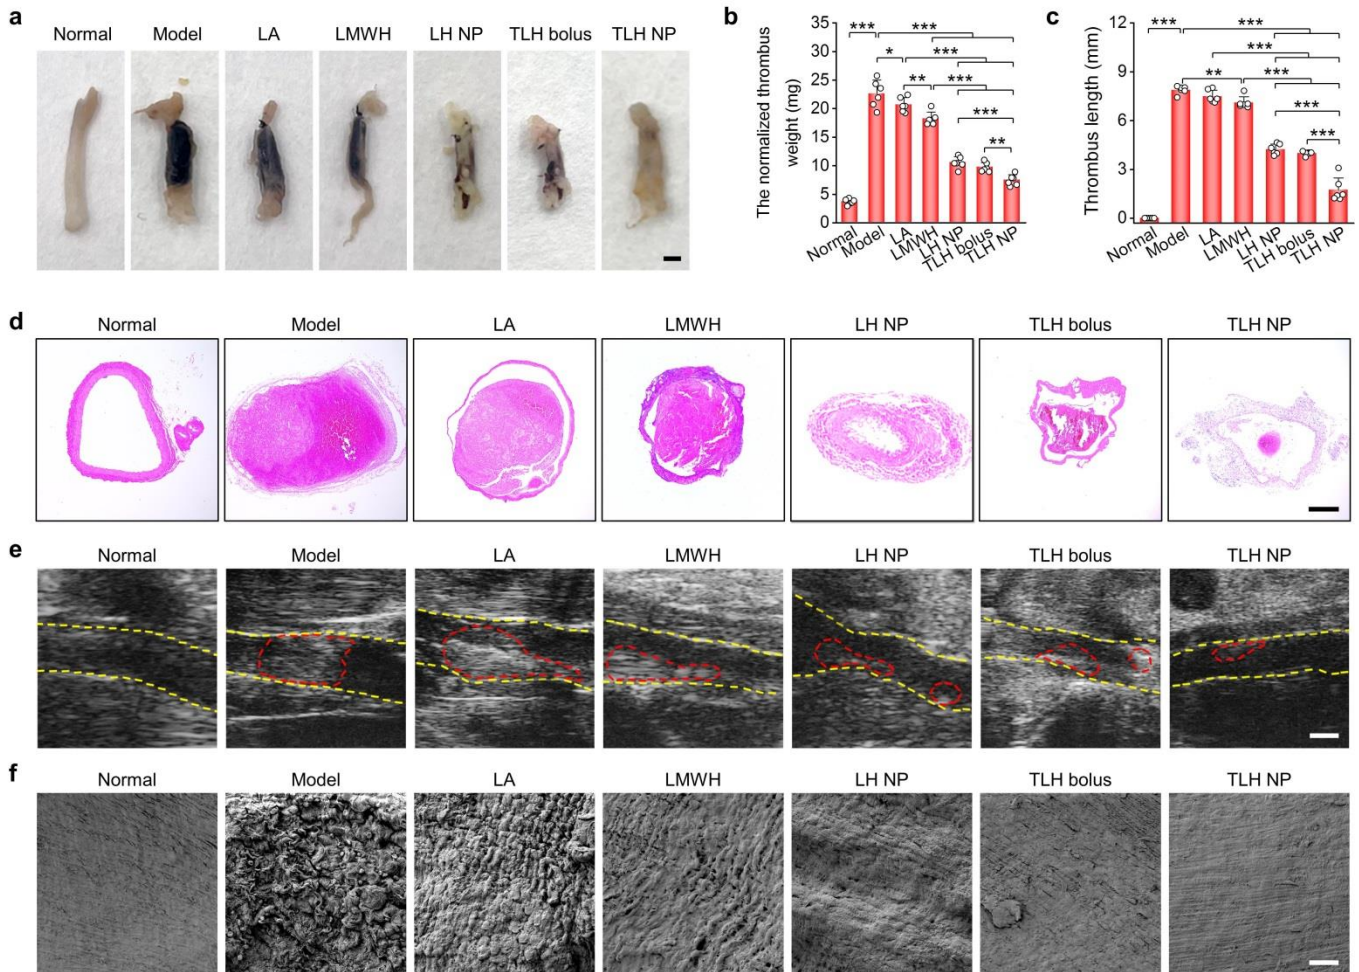 a
Normal Model LA LMWH LH NP TLH bolus TLH NP
b
The normalized thrombus
weight (mg)
35
30
25
20
15
10
5
0
*** ***
* ***
** ***
***
**
Normal Model LA LMWH LH NP TLH bolus TLH NP
c
Thrombus length (mm)
12
9
6
3
0
*** ***
***
** ***
***
***
Normal Model LA LMWH LH NP TLH bolus TLH NP
d
Normal Model LA LMWH LH NP TLH bolus TLH NP
e
Normal Model LA LMWH LH NP TLH bolus TLH NP
f
Normal Model LA LMWH LH NP TLH bolus TLH NP